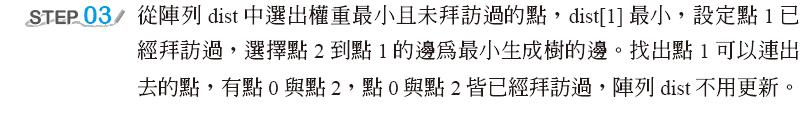 STEP 03 從陣列 dist 中選出權重最小且未拜訪過的點，dist[1] 最小，設定點 1 已
經拜訪過，選擇點 2 到點 1 的邊為最小生成樹的邊。找出點 1 可以連出
去的點，有點 0 與點 2，點 0 與點 2 皆已經拜訪過，陣列 dist 不用更新。